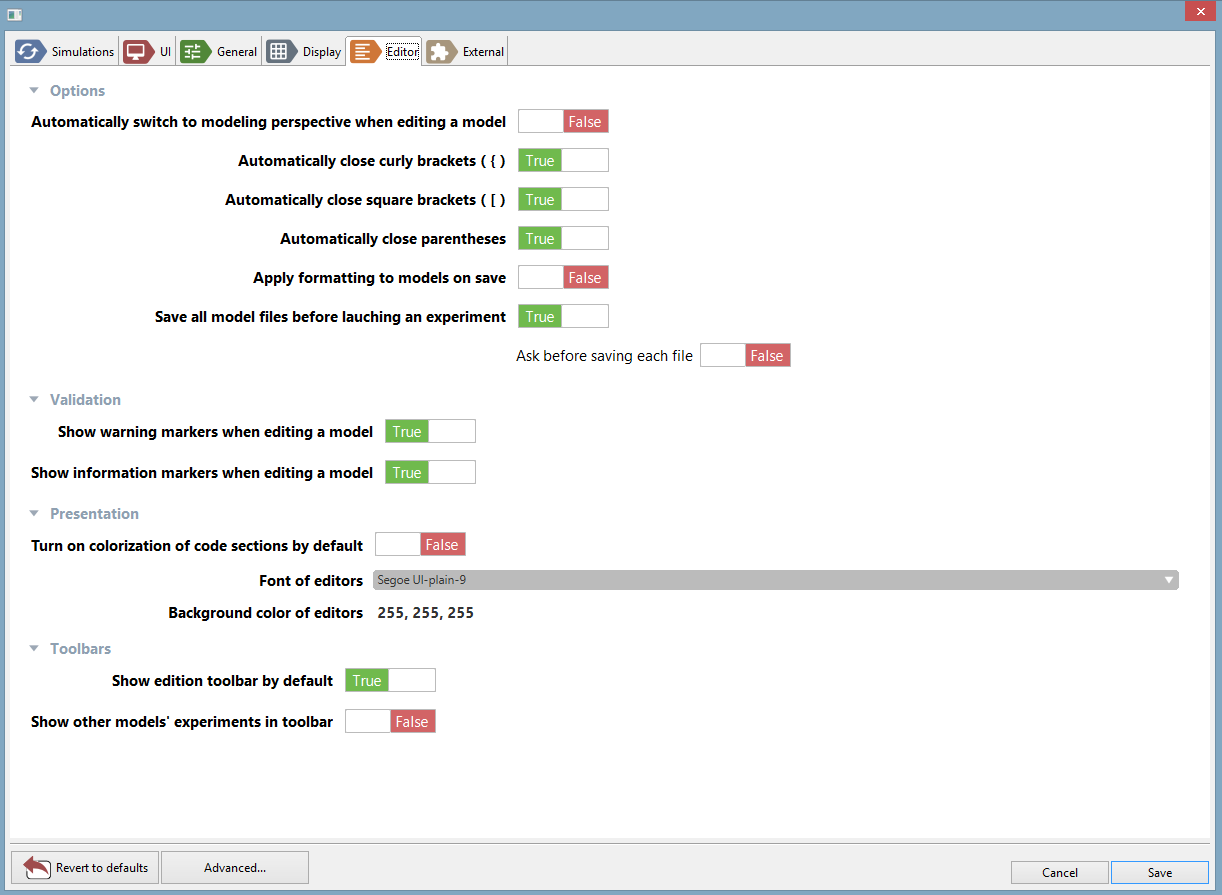 Simulations UI General Display Editor External
Options
Automatically switch to modeling perspective when editing a model False
Automatically close curly brackets ( { ) True
Automatically close square brackets ( [ ) True
Automatically close parentheses True
Apply formatting to models on save False
Save all model files before lauching an experiment True
Ask before saving each file False
Validation
Show warning markers when editing a model True
Show information markers when editing a model True
Presentation
Turn on colorization of code sections by default False
Font of editors Segoe UI-plain-9
Background color of editors 255, 255, 255
Toolbars
Show edition toolbar by default True
Show other models' experiments in toolbar False
Revert to defaults Advanced... Cancel Save